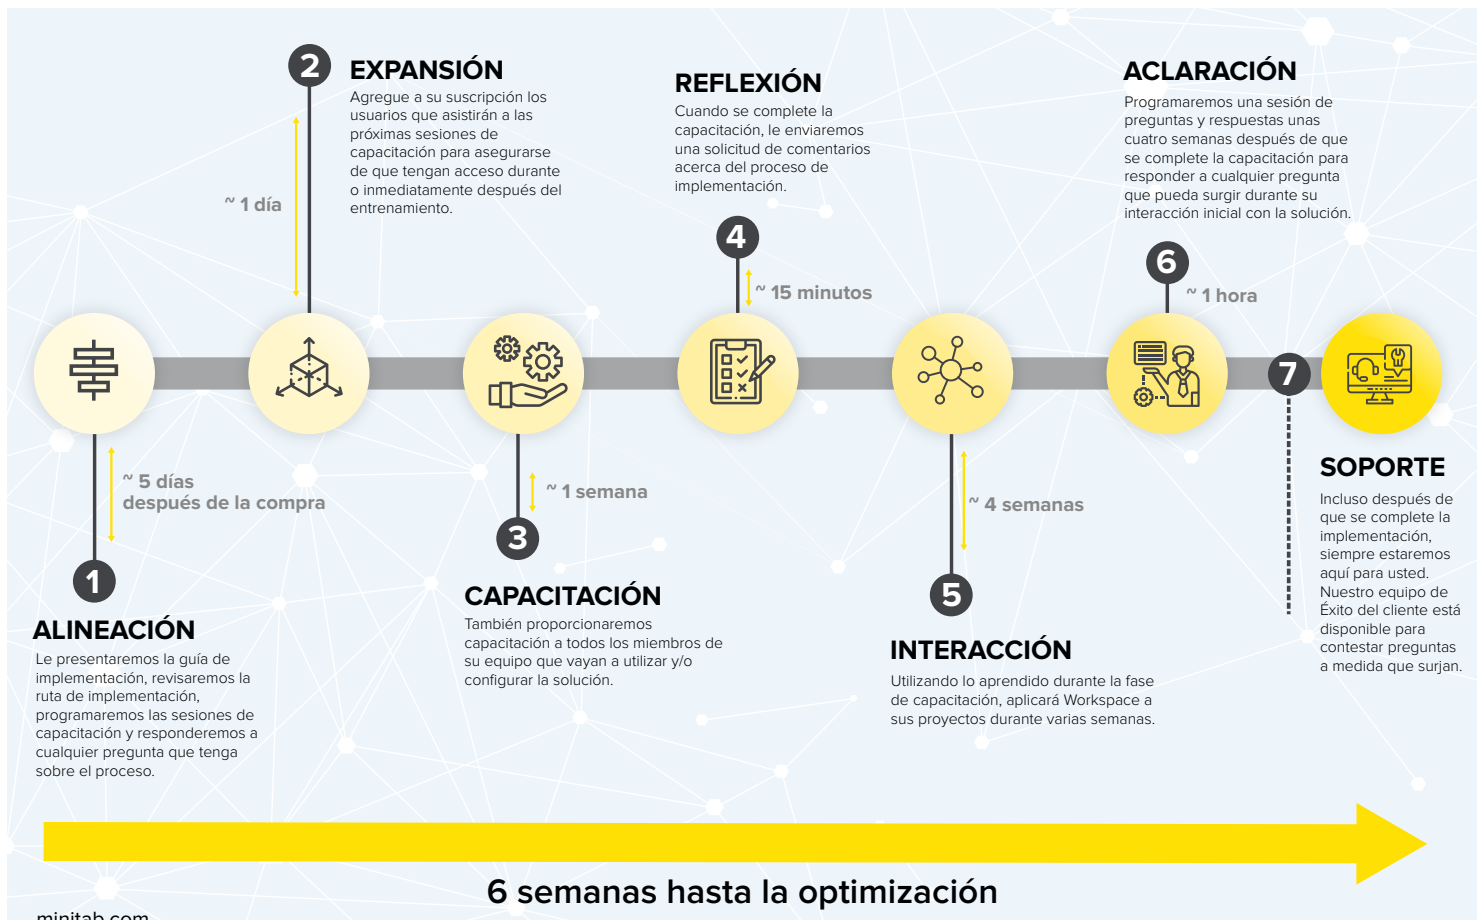 1
~ 5 días
después de la compra
ALINEACIÓN
Le presentaremos la guía de
implementación, revisaremos la
ruta de implementación,
programaremos las sesiones de
capacitación y responderemos a
cualquier pregunta que tenga
sobre el proceso.
2
~ 1 día
EXPANSIÓN
Agregue a su suscripción los
usuarios que asistirán a las
próximas sesiones de
capacitación para asegurarse
de que tengan acceso durante
o inmediatamente después del
entrenamiento.
3
~ 1 semana
CAPACITACIÓN
También proporcionaremos
capacitación a todos los miembros de
su equipo que vayan a utilizar y/o
configurar la solución.
4
~ 15 minutos
REFLEXIÓN
Cuando se complete la
capacitación, le enviaremos
una solicitud de comentarios
acerca del proceso de
implementación.
5
~ 4 semanas
INTERACCIÓN
Utilizando lo aprendido durante la fase
de capacitación, aplicará Workspace a
sus proyectos durante varias semanas.
6
~ 1 hora
ACLARACIÓN
Programaremos una sesión de
preguntas y respuestas unas
cuatro semanas después de que
se complete la capacitación para
responder a cualquier pregunta
que pueda surgir durante su
interacción inicial con la solución.
7
SOPORTE
Incluso después de
que se complete la
implementación,
siempre estaremos
aquí para usted.
Nuestro equipo de
Éxito del cliente está
disponible para
contestar preguntas
a medida que surjan.
6 semanas hasta la optimización
minitab.com